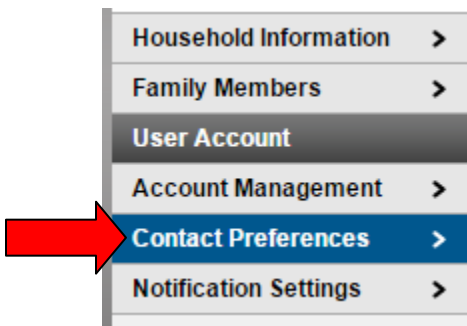 Household Information
Family Members
User Account
Account Management
Contact Preferences
Notification Settings